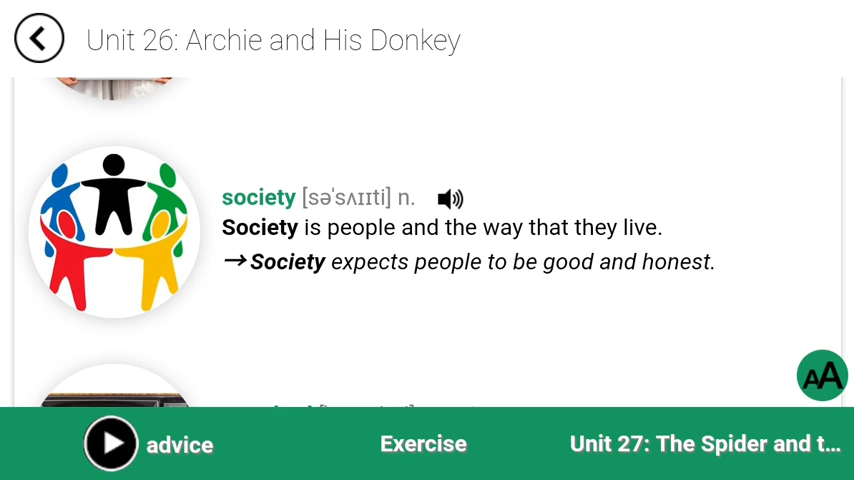 Unit 26: Archie and His Donkey
society [səˈsʌɪɪti] n.
Society is people and the way that they live.
→ Society expects people to be good and honest.
AA
advice
Exercise
Unit 27: The Spider and t...